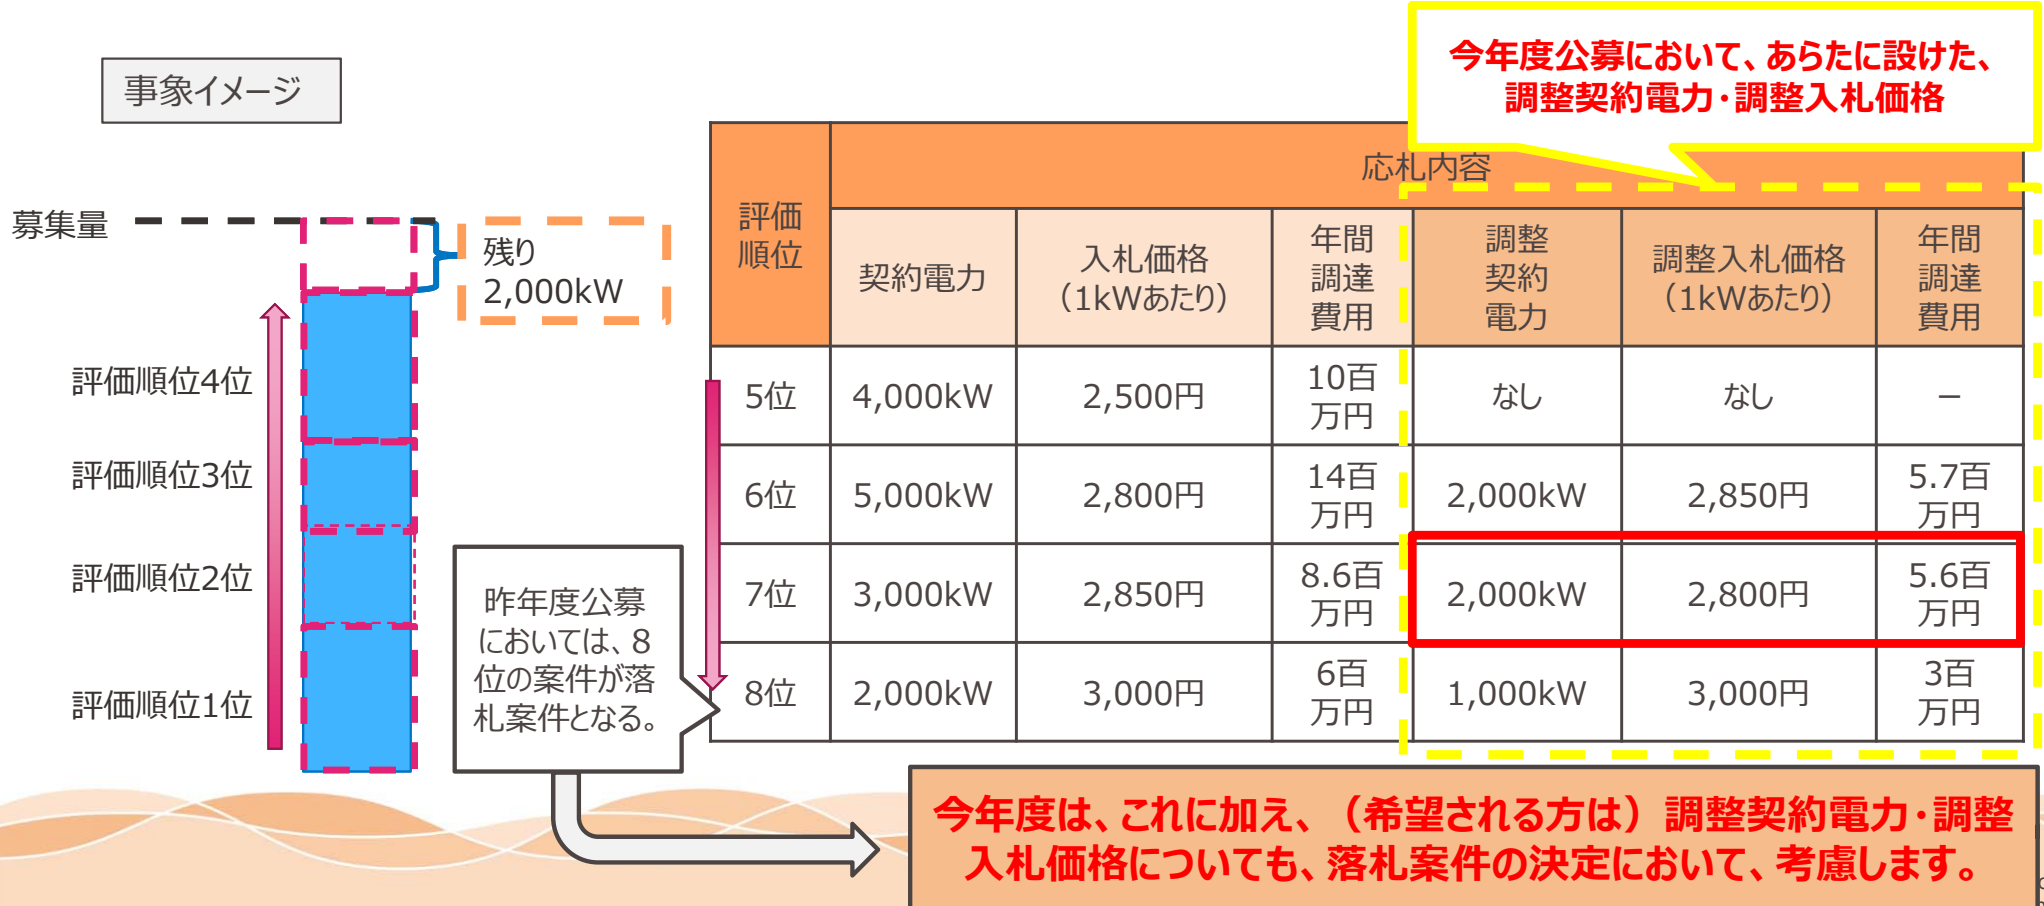 事象イメージ
今年度公募において、あらたに設けた、
調整契約電力・調整入札価格
募集量
残り
2,000kW
評価順位4位
評価順位3位
評価順位2位
評価順位1位
昨年度公募
においては、8
位の案件が落
札案件となる。
評価
順位
応札内容
契約電力
入札価格
(1kWあたり)
年間
調達
費用
調整
契約
電力
調整入札価格
(1kWあたり)
年間
調達
費用
5位 4,000kW 2,500円 10百
万円 なし なし －
6位 5,000kW 2,800円 14百
万円 2,000kW 2,850円 5.7百
万円
7位 3,000kW 2,850円 8.6百
万円 2,000kW 2,800円 5.6百
万円
8位 2,000kW 3,000円 6百
万円 1,000kW 3,000円 3百
万円
今年度は、これに加え、（希望される方は）調整契約電力・調整
入札価格についても、落札案件の決定において、考慮します。